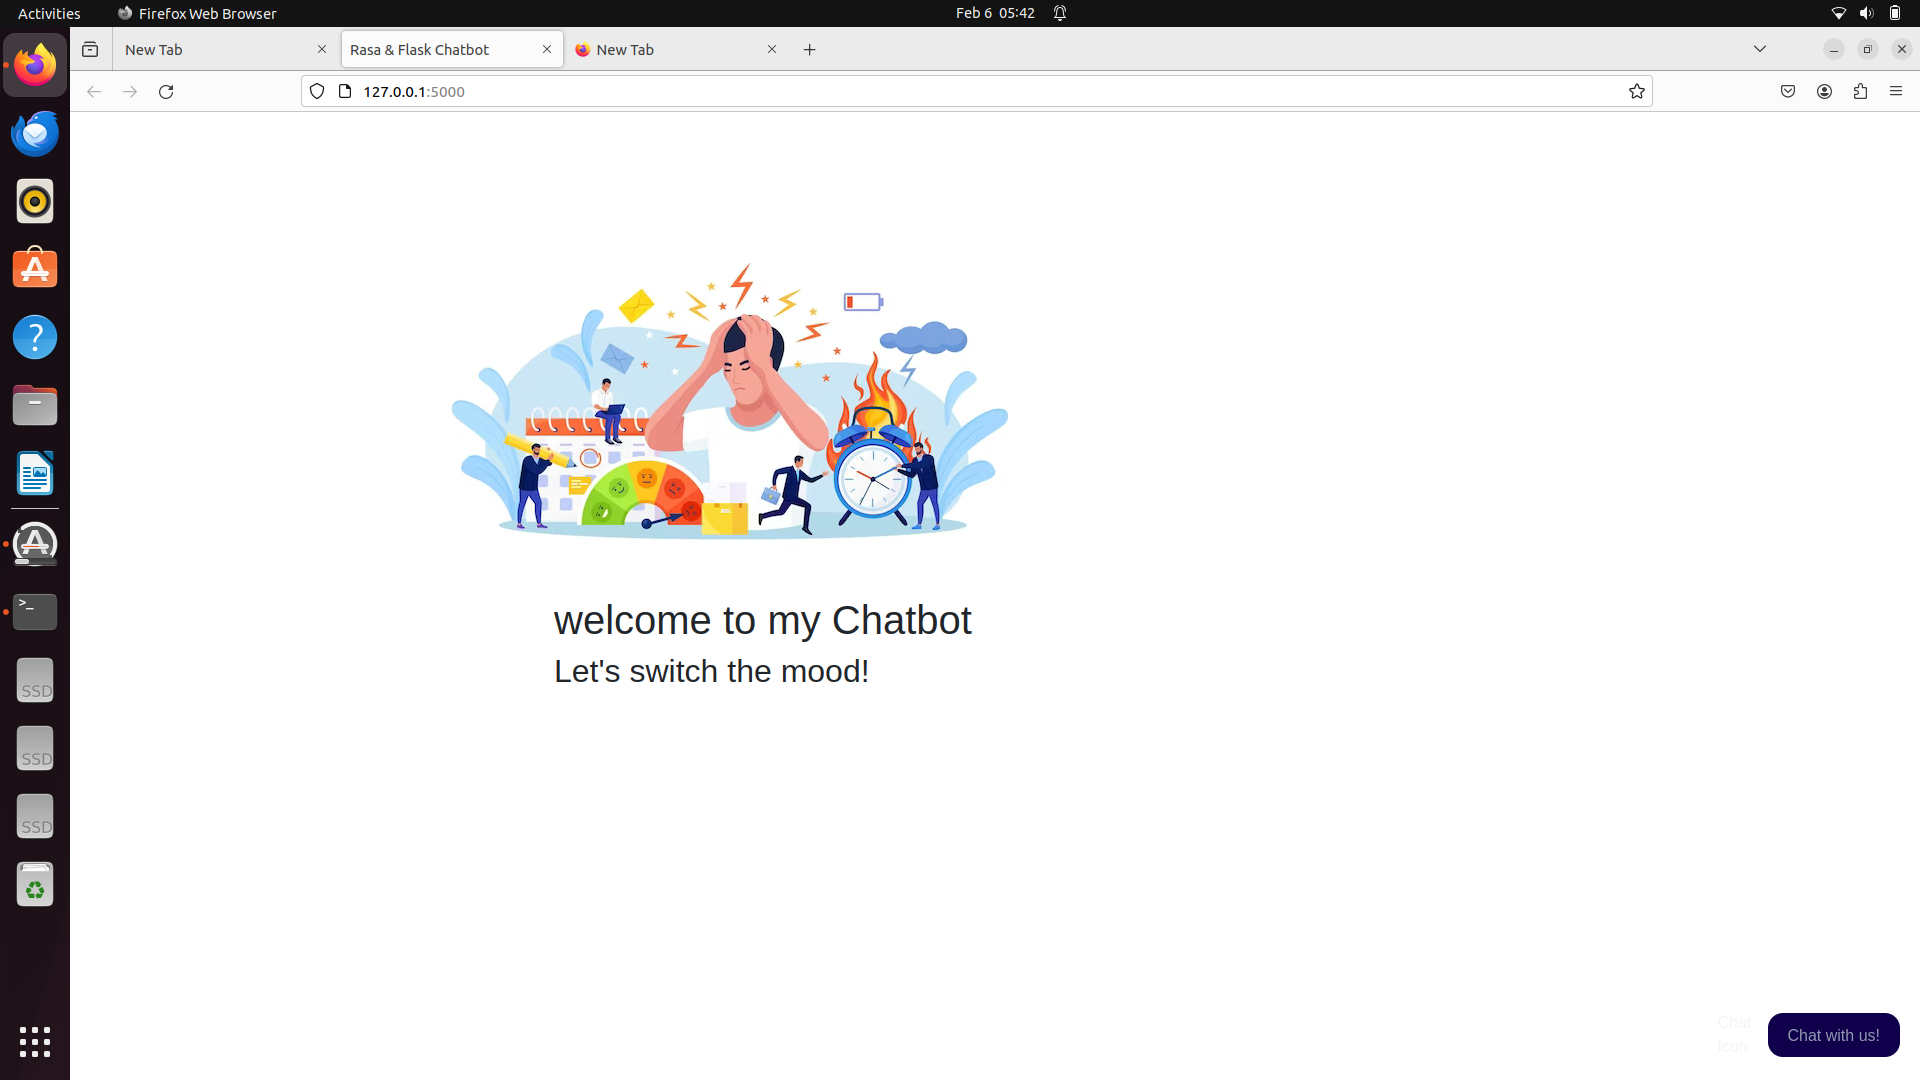 Activities
Firefox Web Browser
Feb 6 05:42
New Tab
Rasa & Flask Chatbot
New Tab
127.0.0.1:5000
welcome to my Chatbot
Let's switch the mood!
SSD
SSD
SSD
Chat
Icon
Chat with us!